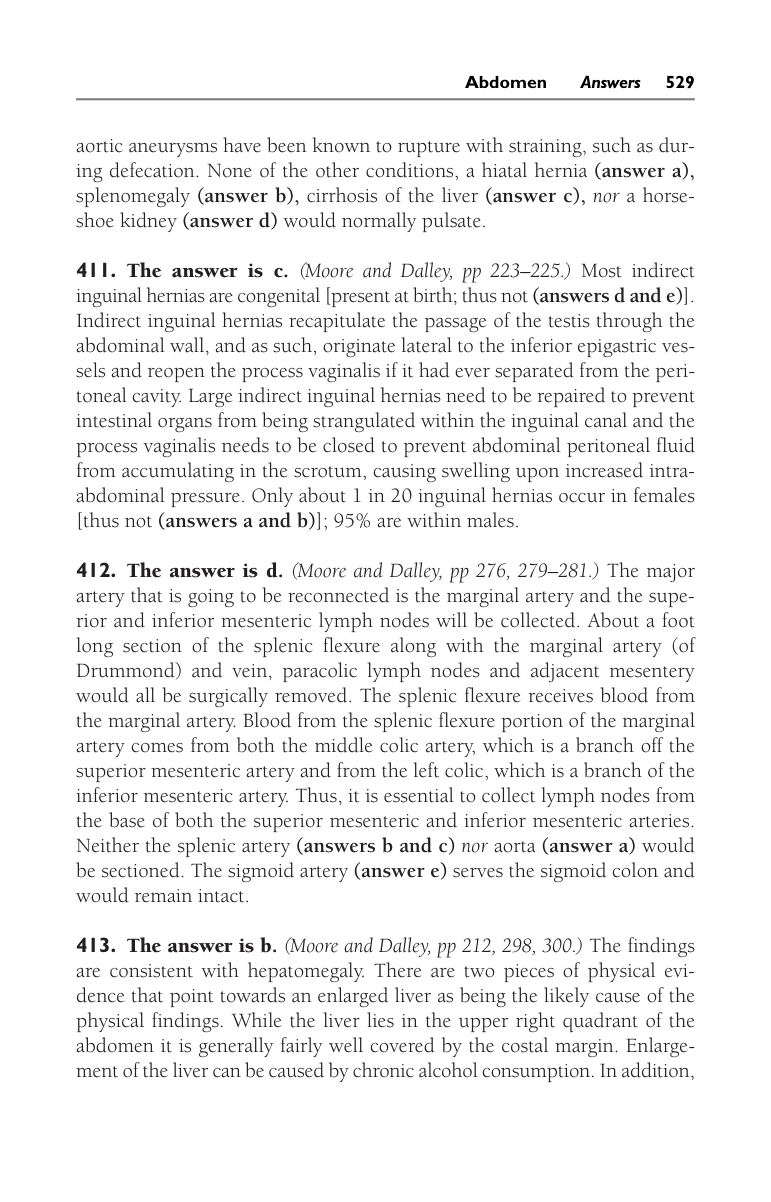 Abdomen Answers 529
aortic aneurysms have been known to rupture with straining, such as dur-
ing defecation. None of the other conditions, a hiatal hernia (answer a),
splenomegaly (answer b), cirrhosis of the liver (answer c), nor a horse-
shoe kidney (answer d) would normally pulsate.
411. The answer is c. (Moore and Dalley, pp 223–225.) Most indirect
inguinal hernias are congenital [present at birth; thus not (answers d and e)].
Indirect inguinal hernias recapitulate the passage of the testis through the
abdominal wall, and as such, originate lateral to the inferior epigastric ves-
sels and reopen the process vaginalis if it had ever separated from the peri-
toneal cavity. Large indirect inguinal hernias need to be repaired to prevent
intestinal organs from being strangulated within the inguinal canal and the
process vaginalis needs to be closed to prevent abdominal peritoneal fluid
from accumulating in the scrotum, causing swelling upon increased intra-
abdominal pressure. Only about 1 in 20 inguinal hernias occur in females
[thus not (answers a and b)]; 95% are within males.
412. The answer is d. (Moore and Dalley, pp 276, 279–281.) The major
artery that is going to be reconnected is the marginal artery and the supe-
rior and inferior mesenteric lymph nodes will be collected. About a foot
long section of the splenic flexure along with the marginal artery (of
Drummond) and vein, paracolic lymph nodes and adjacent mesentery
would all be surgically removed. The splenic flexure receives blood from
the marginal artery. Blood from the splenic flexure portion of the marginal
artery comes from both the middle colic artery, which is a branch off the
superior mesenteric artery and from the left colic, which is a branch of the
inferior mesenteric artery. Thus, it is essential to collect lymph nodes from
the base of both the superior mesenteric and inferior mesenteric arteries.
Neither the splenic artery (answers b and c) nor aorta (answer a) would
be sectioned. The sigmoid artery (answer e) serves the sigmoid colon and
would remain intact.
413. The answer is b. (Moore and Dalley, pp 212, 298, 300.) The findings
are consistent with hepatomegaly. There are two pieces of physical evi-
dence that point towards an enlarged liver as being the likely cause of the
physical findings. While the liver lies in the upper right quadrant of the
abdomen it is generally fairly well covered by the costal margin. Enlarge-
ment of the liver can be caused by chronic alcohol consumption. In addition,